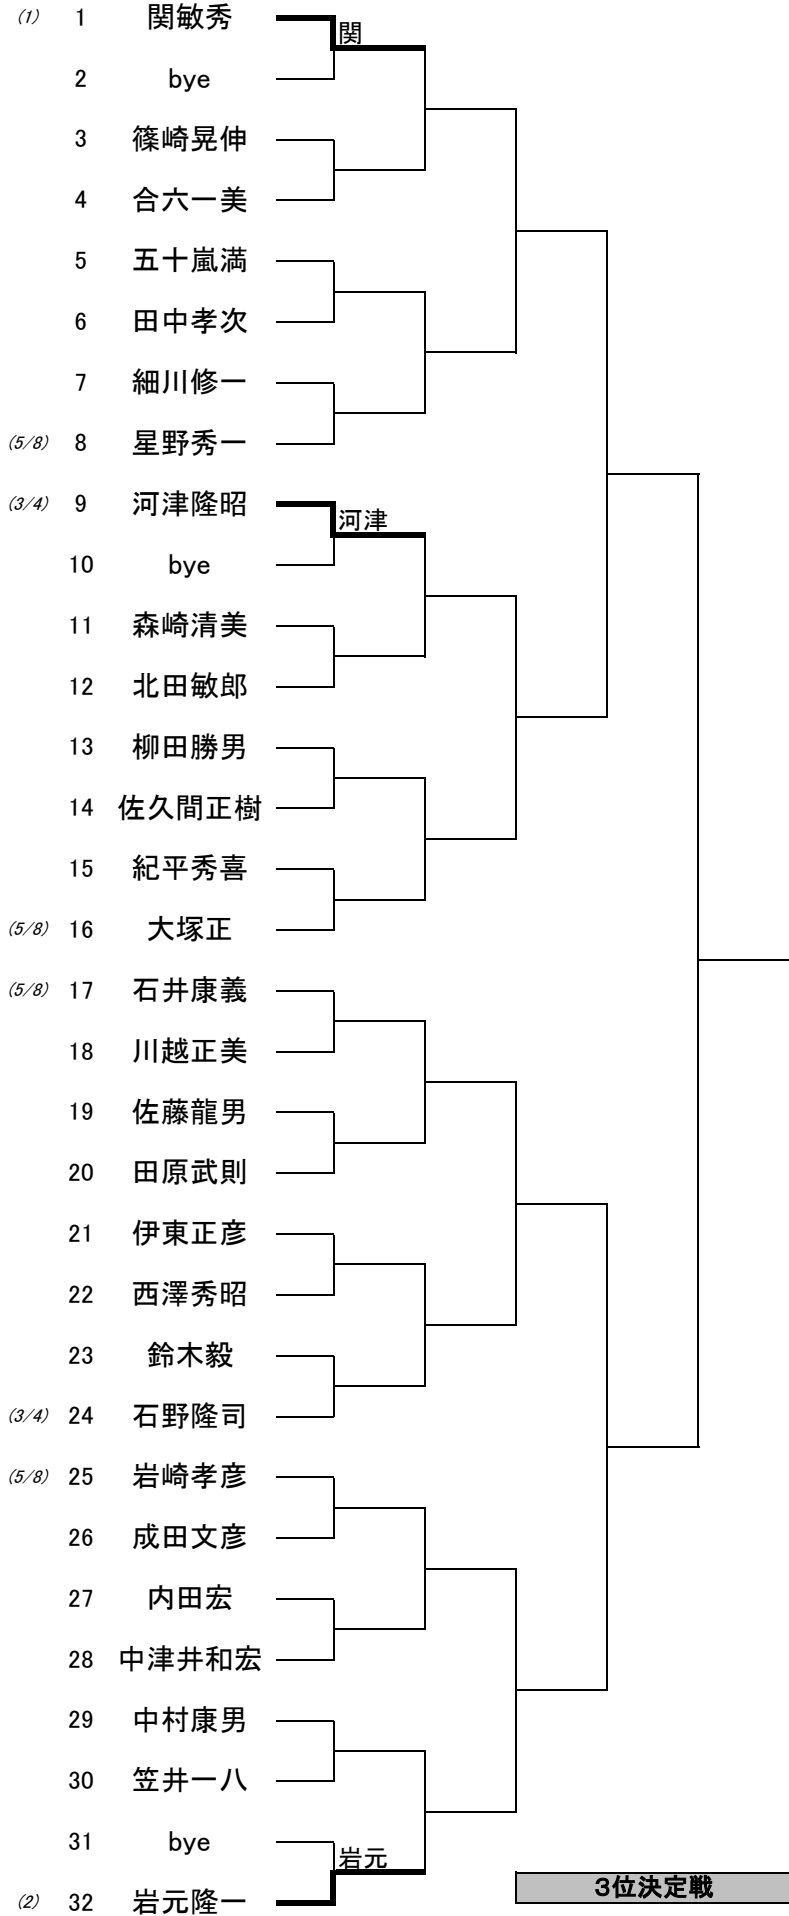 (1) 1 関敏秀
関
2 bye
3 篠崎晃伸
4 合六一美
5 五十嵐満
6 田中孝次
7 細川修一
(5/8) 8 星野秀一
(3/4) 9 河津隆昭
河津
10 bye
11 森崎清美
12 北田敏郎
13 柳田勝男
14 佐久間正樹
15 紀平秀喜
(5/8) 16 大塚正
(5/8) 17 石井康義
18 川越正美
19 佐藤龍男
20 田原武則
21 伊東正彦
22 西澤秀昭
23 鈴木毅
(3/4) 24 石野隆司
(5/8) 25 岩崎孝彦
26 成田文彦
27 内田宏
28 中津井和宏
29 中村康男
30 笠井一八
31 bye
岩元
(2) 32 岩元隆一
3位決定戦